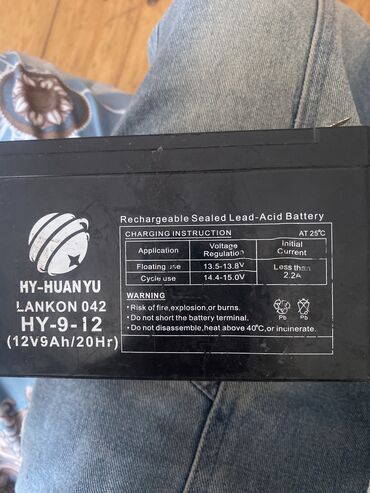 Rechargeable Sealed Lead-Acid Battery
CHARGING INSTRUCTION AT 25°C
Application Voltage Regulation Initial Current
Floating use 13.5-13.8V Less than 2.2A
Cycle use 14.4-15.0V
HY-HUANYU
LANKON 042
HY-9-12
(12V9Ah/20Hr)
WARNING:
• Risk of fire,explosion,or burns.
• Do not short the battery terminal.
• Do not disassemble,heat above 40°C,or incinerate.
Pb Pb